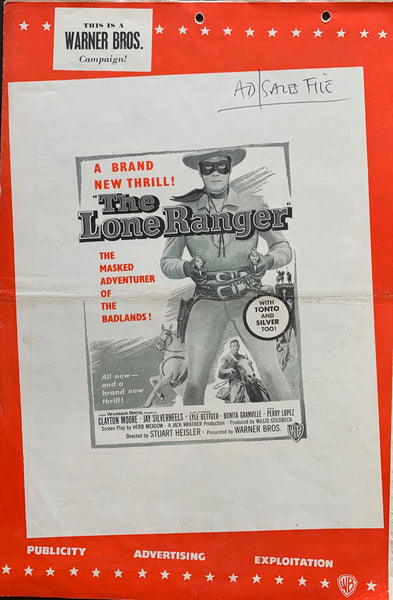 THIS IS A
WARNER BROS.
Campaign!
AD/SALES FILE
A BRAND
NEW THRILL!
"The
Lone Ranger"
THE
MASKED
ADVENTURER
OF
THE
BADLANDS!
WITH
TONTO
AND
SILVER
TOO!
All new—
and a
brand new
thrill!
FROM WARNER BROS.
CLAYTON MOORE · JAY SILVERHEELS · LYLE BETTGER · BONITA GRANVILLE · PERRY LOPEZ
Screen Play by HERB MEADOW · A JACK WRATHER Production · Produced by WILLIS GOLDBECK
Directed by STUART HEISLER · Presented by WARNER BROS.
WB
PUBLICITY ADVERTISING EXPLOITATION
WB